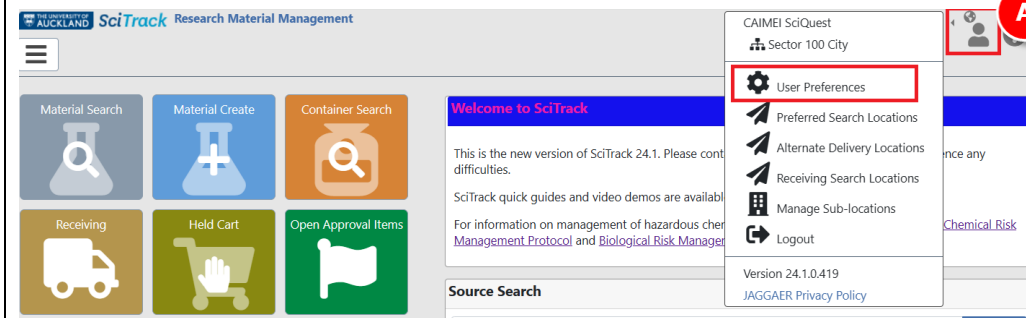 THE UNIVERSITY OF
AUCKLAND SciTrack Research Material Management
A
CAIMEI SciQuest
Sector 100 City
User Preferences
Preferred Search Locations
Alternate Delivery Locations
Receiving Search Locations
Manage Sub-locations
Logout
Version 24.1.0.419
JAGGAER Privacy Policy
Material Search
Material Create
Container Search
Receiving
Held Cart
Open Approval Items
Welcome to SciTrack
This is the new version of SciTrack 24.1. Please cont ence any
difficulties.
SciTrack quick guides and video demos are availabl
For information on management of hazardous cher Chemical Risk
Management Protocol and Biological Risk Manager
Source Search